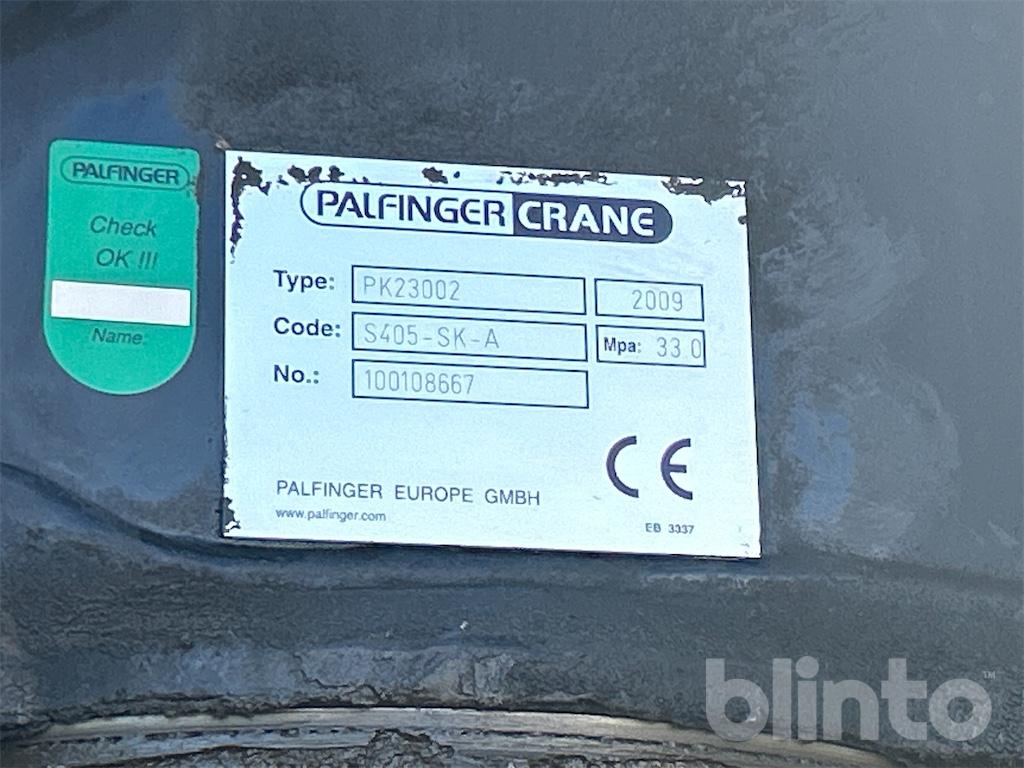 PALFINGER
Check
OK !!!
Name:
PALFINGER CRANE
Type: PK23002 2009
Code: S405-SK-A Mpa: 33.0
No.: 100108667
CE
PALFINGER EUROPE GMBH
www.palfinger.com
EB 3337
blinto™